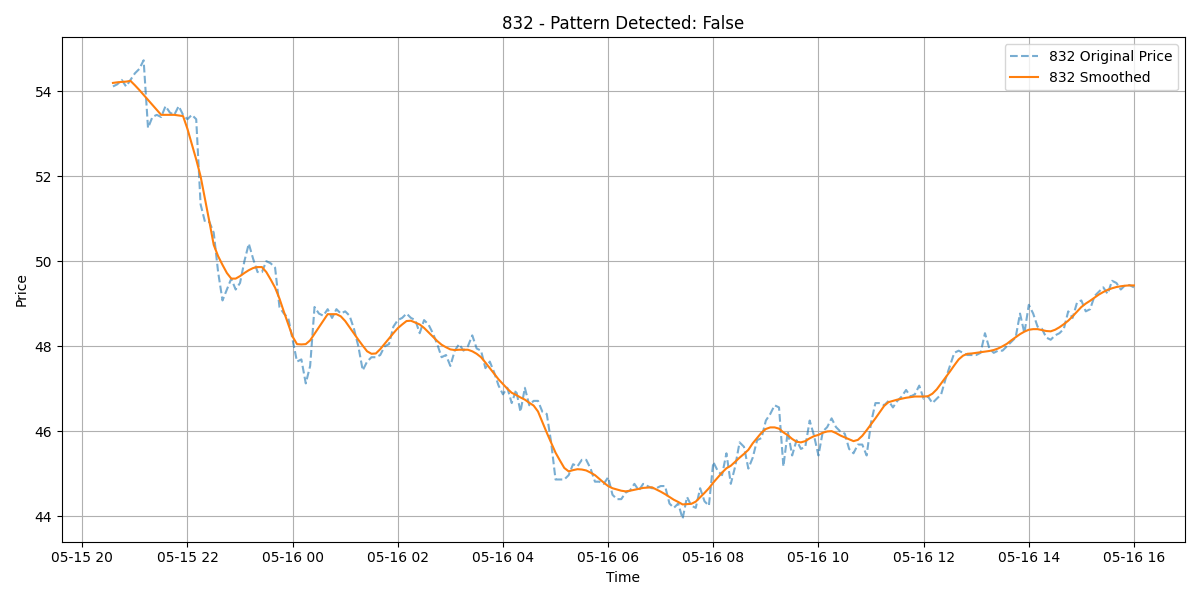 832 - Pattern Detected: False
832 Original Price
832 Smoothed
Price
54
52
50
48
46
44
05-15 20 05-15 22 05-16 00 05-16 02 05-16 04 05-16 06 05-16 08 05-16 10 05-16 12 05-16 14 05-16 16
Time